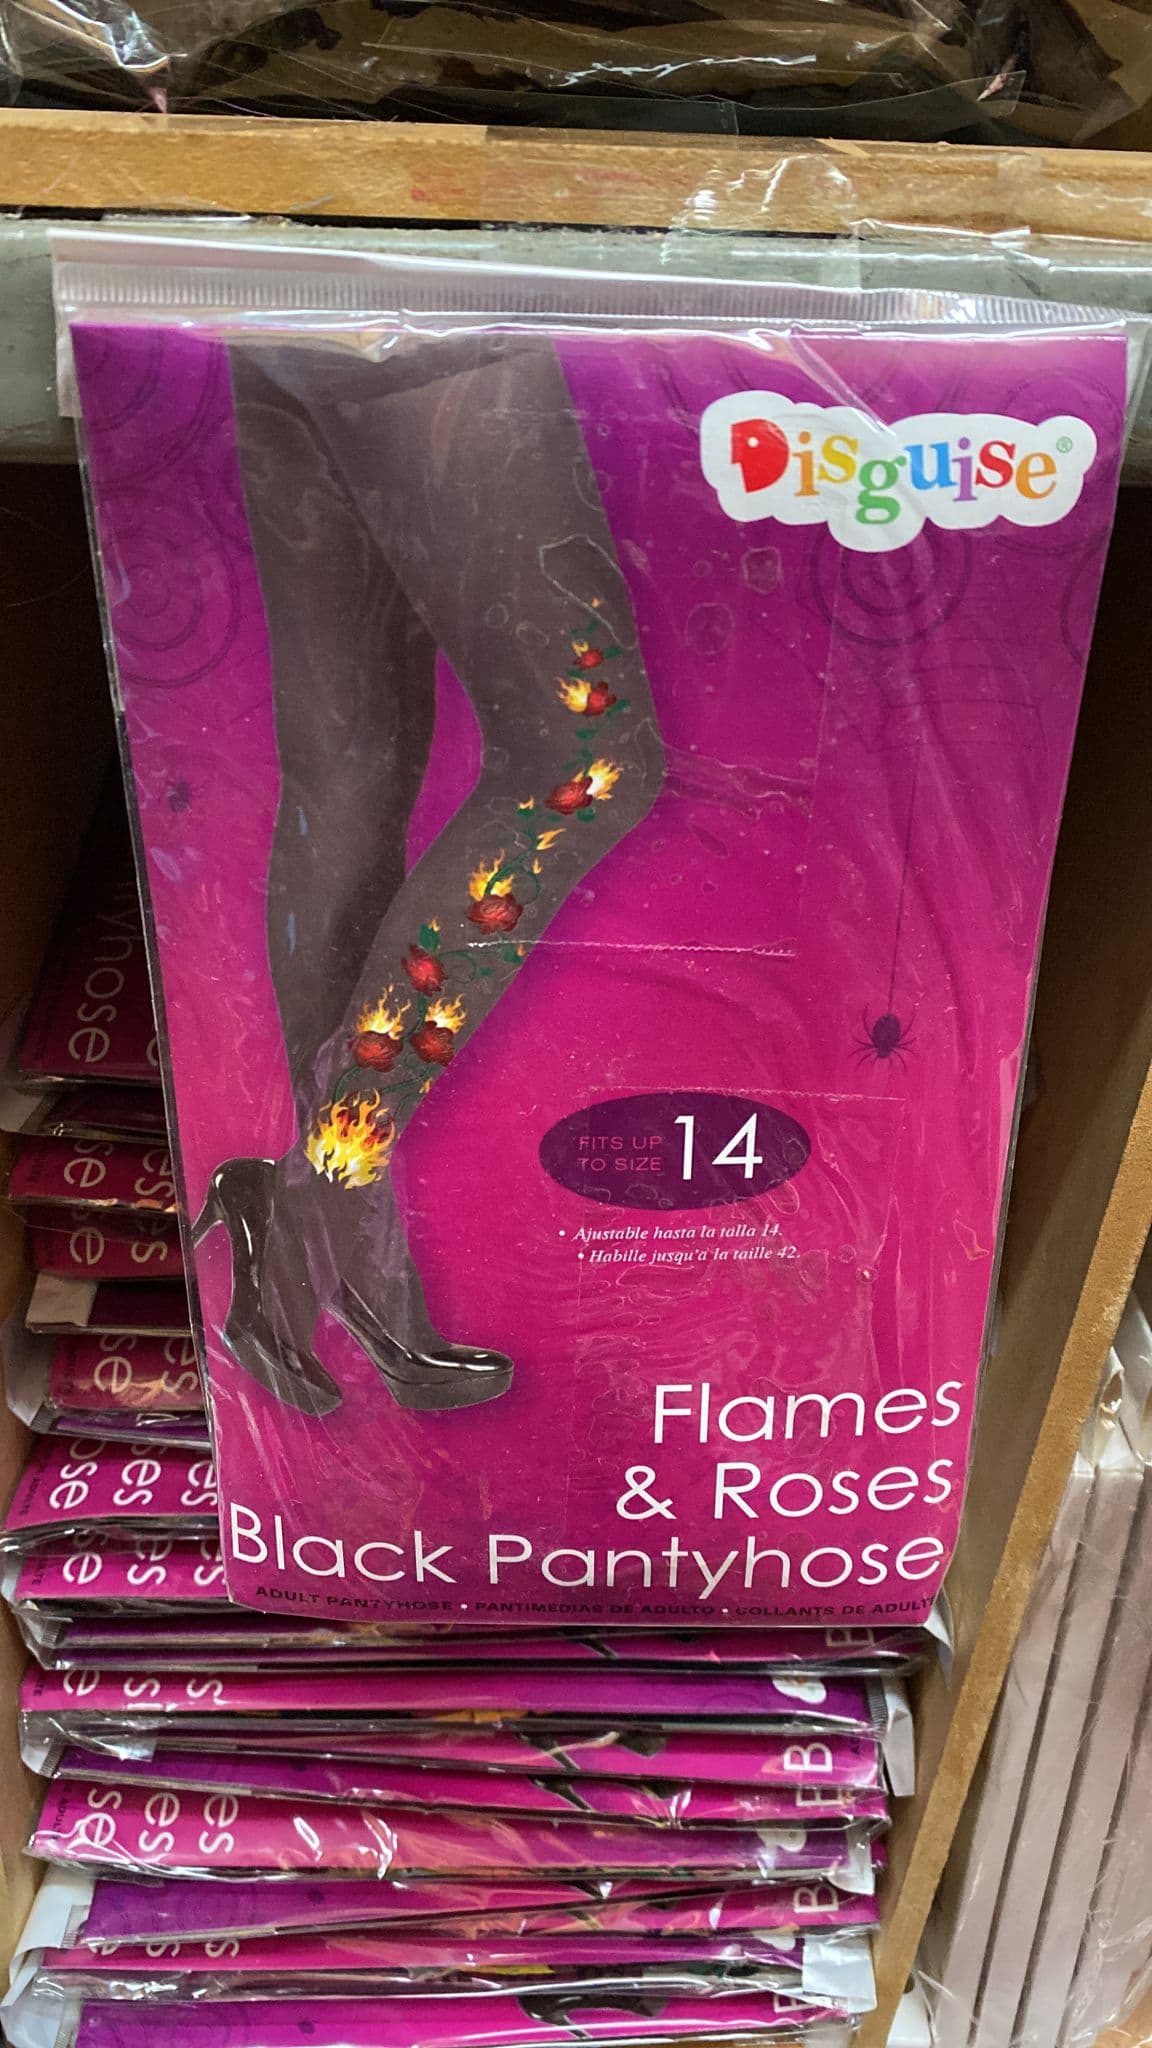 Disguise®
FITS UP
TO SIZE 14
• Ajustable hasta la talla 14.
• Habille jusqu'a la taille 42.
Flames
& Roses
Black Pantyhose
ADULT PANTYHOSE • PANTIMEDIAS DE ADULTO • COLLANTS DE ADULT